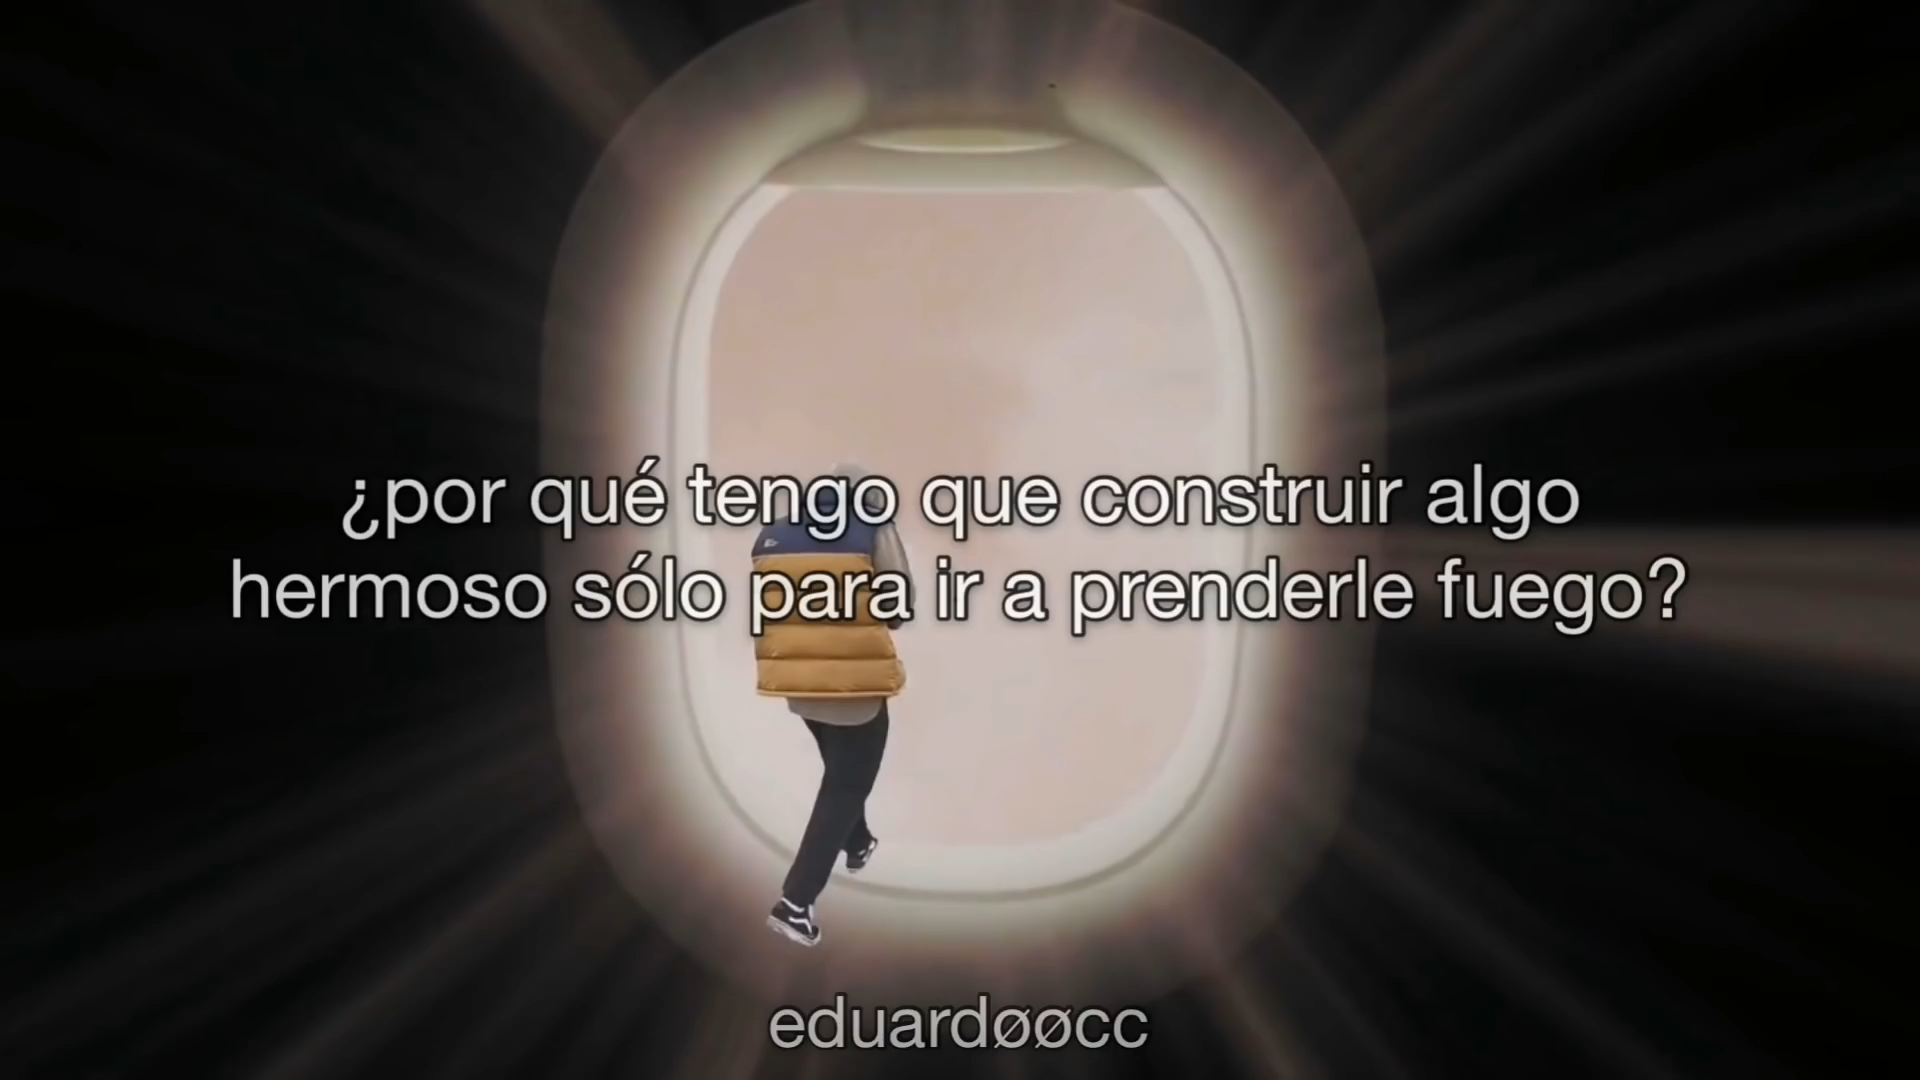 ¿por qué tengo que construir algo
hermoso sólo para ir a prenderle fuego?
eduardøøcc